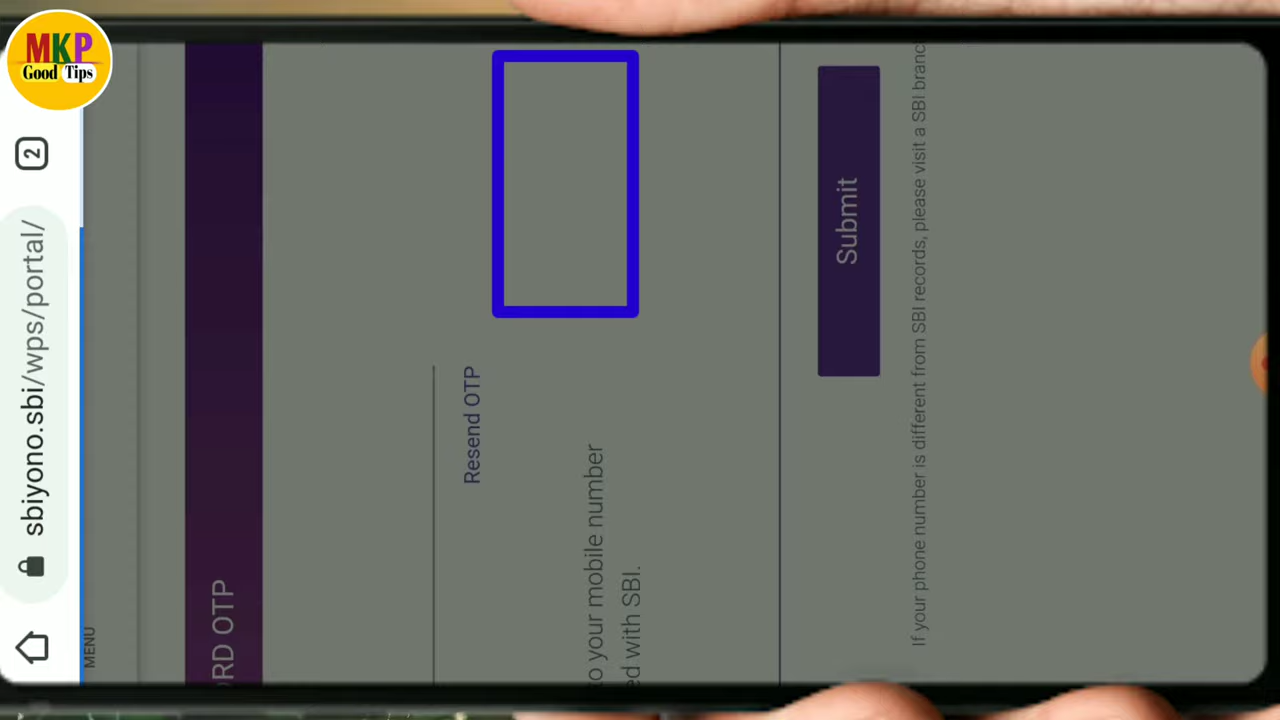 MKP
Good Tips
2
sbiyono.sbi/wps/portal/
MENU
RD OTP
Resend OTP
o your mobile number
ed with SBI.
Submit
If your phone number is different from SBI records, please visit a SBI branc